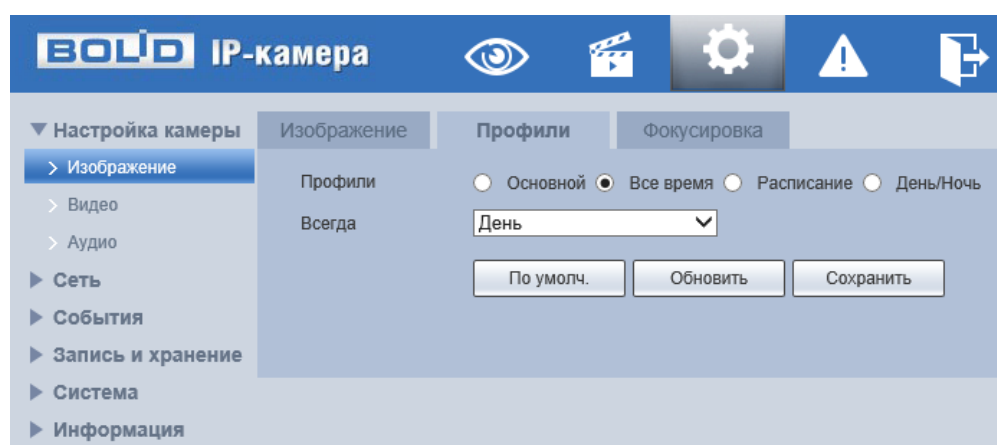 BOLID IP-камера
Настройка камеры
Изображение
Видео
Аудио
Сеть
События
Запись и хранение
Система
Информация
Изображение Профили Фокусировка
Профили Основной Все время Расписание День/Ночь
Всегда День
По умолч. Обновить Сохранить